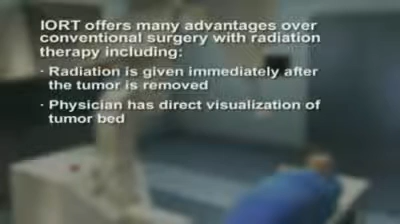 IORT offers many advantages over
conventional surgery with radiation
therapy including:
· Radiation is given immediately after
the tumor is removed
· Physician has direct visualization of
tumor bed